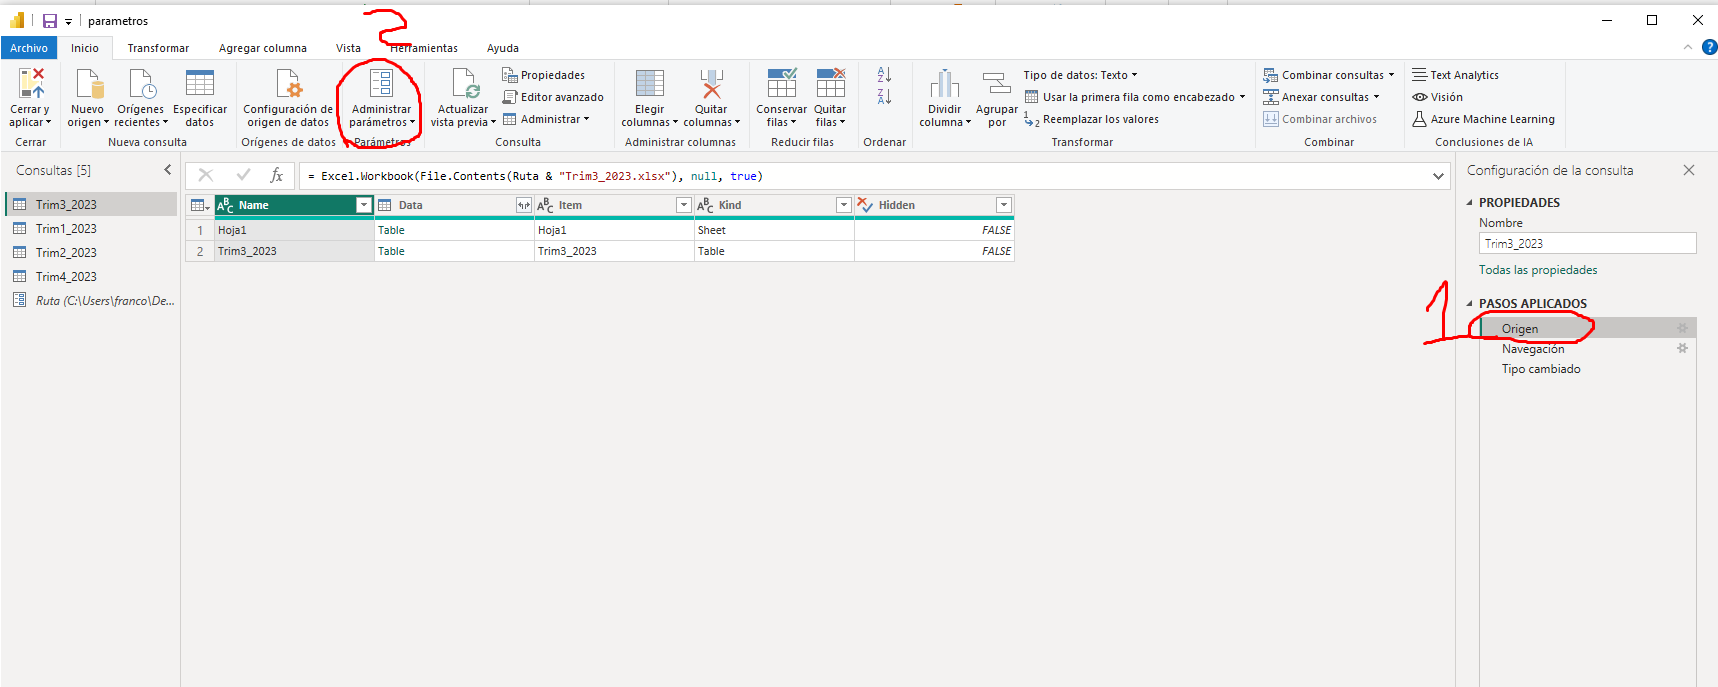 parametros
2
Archivo Inicio Transformar Agregar columna Vista Herramientas Ayuda
Cerrar y aplicar
Nuevo origen
Orígenes recientes
Especificar datos
Configuración de origen de datos
Administrar parámetros
Actualizar vista previa
Propiedades
Editor avanzado
Administrar
Elegir columnas
Quitar columnas
Conservar filas
Quitar filas
A
Z
Z
A
Dividir columna
Agrupar por
Tipo de datos: Texto
Usar la primera fila como encabezado
1 2 Reemplazar los valores
Combinar consultas
Anexar consultas
Combinar archivos
Text Analytics
Visión
Azure Machine Learning
Cerrar Nueva consulta Orígenes de datos Parámetros Consulta Administrar columnas Reducir filas Ordenar Transformar Combinar Conclusiones de IA
Consultas [5]
Trim3_2023
Trim1_2023
Trim2_2023
Trim4_2023
Ruta (C:\Users\franco\De...
fx = Excel.Workbook(File.Contents(Ruta & "Trim3_2023.xlsx"), null, true)
ABC Name Data ABC Item ABC Kind Hidden
1 Hoja1 Table Hoja1 Sheet FALSE
2 Trim3_2023 Table Trim3_2023 Table FALSE
Configuración de la consulta
PROPIEDADES
Nombre
Trim3_2023
Todas las propiedades
PASOS APLICADOS
1
Origen
Navegación
Tipo cambiado